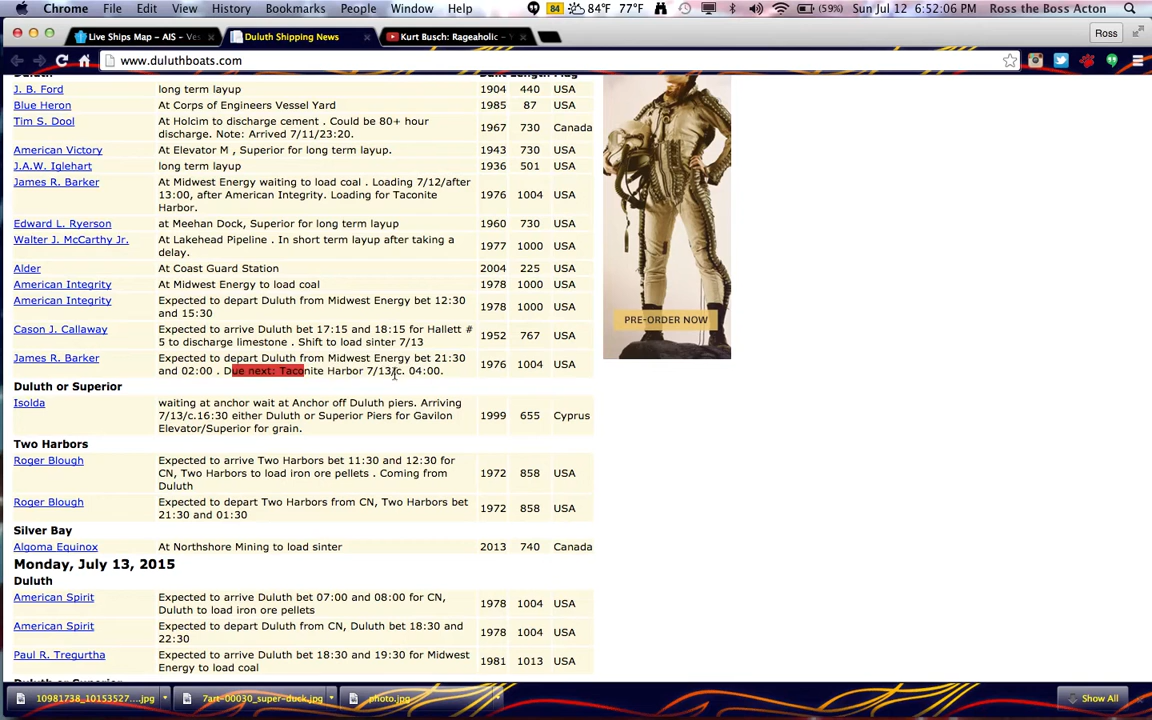 Chrome File Edit View History Bookmarks People Window Help 84 84°F 77°F (59%) Sun Jul 12 6:52:06 PM Ross the Boss Acton
Live Ships Map - AIS - Ves Duluth Shipping News Kurt Busch: Rageaholic - Y Ross
www.duluthboats.com
Duluth Built Length Flag
J. B. Ford long term layup 1904 440 USA
Blue Heron At Corps of Engineers Vessel Yard 1985 87 USA
Tim S. Dool At Holcim to discharge cement . Could be 80+ hour
discharge. Note: Arrived 7/11/23:20. 1967 730 Canada
American Victory At Elevator M , Superior for long term layup. 1943 730 USA
J.A.W. Iglehart long term layup 1936 501 USA
James R. Barker At Midwest Energy waiting to load coal . Loading 7/12/after
13:00, after American Integrity. Loading for Taconite 1976 1004 USA
Harbor.
Edward L. Ryerson at Meehan Dock, Superior for long term layup 1960 730 USA
Walter J. McCarthy Jr. At Lakehead Pipeline . In short term layup after taking a
delay. 1977 1000 USA
Alder At Coast Guard Station 2004 225 USA
American Integrity At Midwest Energy to load coal 1978 1000 USA
American Integrity Expected to depart Duluth from Midwest Energy bet 12:30
and 15:30 1978 1000 USA
Cason J. Callaway Expected to arrive Duluth bet 17:15 and 18:15 for Hallett #
5 to discharge limestone . Shift to load sinter 7/13 1952 767 USA
James R. Barker Expected to depart Duluth from Midwest Energy bet 21:30
and 02:00 . Due next: Taconite Harbor 7/13/c. 04:00. 1976 1004 USA
Duluth or Superior
Isolda waiting at anchor wait at Anchor off Duluth piers. Arriving
7/13/c.16:30 either Duluth or Superior Piers for Gavilon 1999 655 Cyprus
Elevator/Superior for grain.
Two Harbors
Roger Blough Expected to arrive Two Harbors bet 11:30 and 12:30 for
CN, Two Harbors to load iron ore pellets . Coming from 1972 858 USA
Duluth
Roger Blough Expected to depart Two Harbors from CN, Two Harbors bet
21:30 and 01:30 1972 858 USA
Silver Bay
Algoma Equinox At Northshore Mining to load sinter 2013 740 Canada
Monday, July 13, 2015
Duluth
American Spirit Expected to arrive Duluth bet 07:00 and 08:00 for CN,
Duluth to load iron ore pellets 1978 1004 USA
American Spirit Expected to depart Duluth from CN, Duluth bet 18:30 and
22:30 1978 1004 USA
Paul R. Tregurtha Expected to arrive Duluth bet 18:30 and 19:30 for Midwest
Energy to load coal 1981 1013 USA
PRE-ORDER NOW
10981738_10153527....jpg 7art-00030_super-duck.jpg photo.jpg Show All